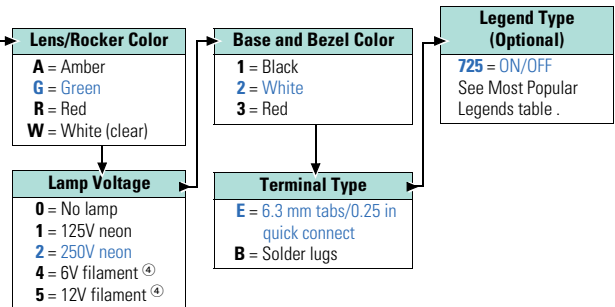 Lens/Rocker Color
A = Amber
G = Green
R = Red
W = White (clear)
Lamp Voltage
0 = No lamp
1 = 125V neon
2 = 250V neon
4 = 6V filament ④
5 = 12V filament ④
Base and Bezel Color
1 = Black
2 = White
3 = Red
Terminal Type
E = 6.3 mm tabs/0.25 in
quick connect
B = Solder lugs
Legend Type
(Optional)
725 = ON/OFF
See Most Popular
Legends table .